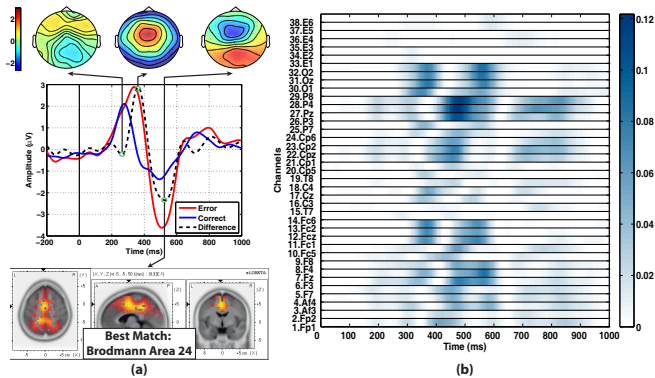 2
0
−2
3
2
1
0
−1
−2
−3
−4
Amplitude (μV)
−200
0
200
400
600
800
1000
Time (ms)
Error
Correct
Difference
Best Match:
Brodmann Area 24
(a)
Channels
38.E6
37.E5
36.E4
35.E3
34.E2
33.E1
32.O2
31.Oz
30.O1
29.P8
28.P4
27.Pz
26.P3
25.P7
24.Cp6
23.Cp2
22.Cpz
21.Cp1
20.Cp5
19.T8
18.C4
17.Cz
16.C3
15.T7
14.Fc6
13.Fc2
12.Fcz
11.Fc1
10.Fc5
9.F8
8.F4
7.Fz
6.F3
5.F7
4.Af4
3.Af3
2.Fp2
1.Fp1
0
100
200
300
400
500
600
700
800
900
1000
Time (ms)
0.12
0.1
0.08
0.06
0.04
0.02
0
(b)